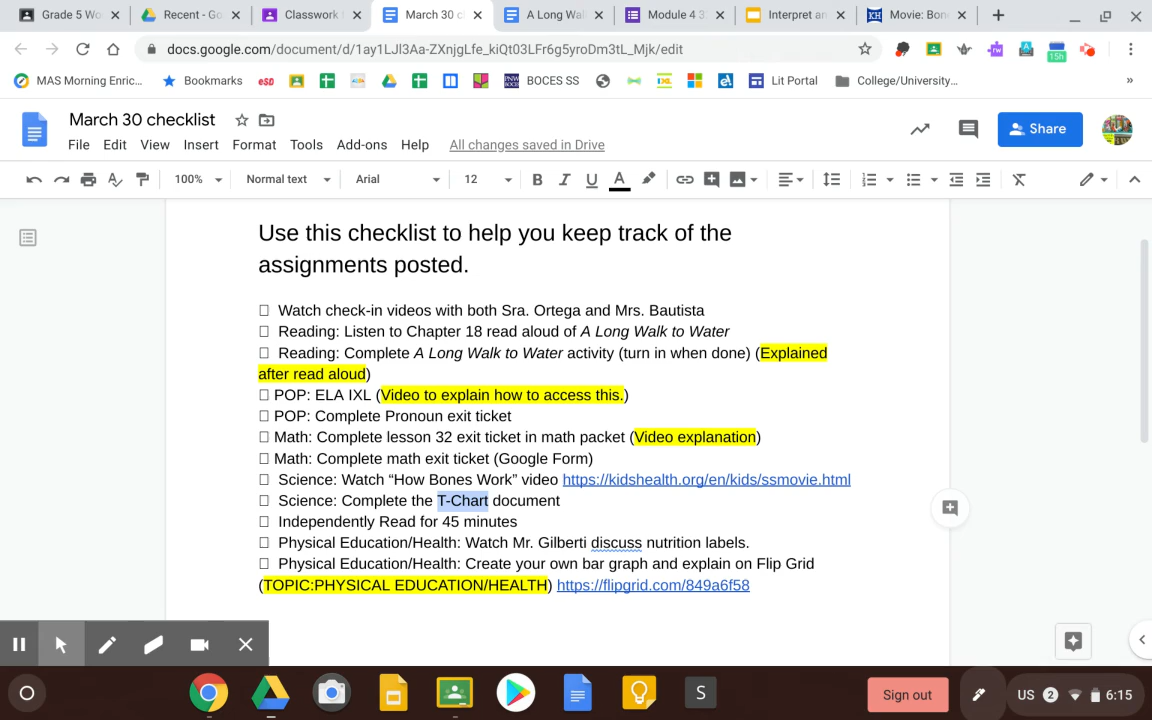 Grade 5 Wo
Recent - Go
Classwork
March 30 c
A Long Wal
Module 4 3
Interpret an
KH
Movie: Bon
docs.google.com/document/d/1ay1LJl3Aa-ZXnjgLfe_kiQt03LFr6g5yroDm3tL_Mjk/edit
15h
MAS Morning Enric...
Bookmarks
esd
BOCES SS
IXL
Lit Portal
College/University...
»
March 30 checklist
Share
File Edit View Insert Format Tools Add-ons Help All changes saved in Drive
100% Normal text Arial 12 B I U A
Use this checklist to help you keep track of the
assignments posted.
☐ Watch check-in videos with both Sra. Ortega and Mrs. Bautista
☐ Reading: Listen to Chapter 18 read aloud of A Long Walk to Water
☐ Reading: Complete A Long Walk to Water activity (turn in when done) (Explained
after read aloud)
☐ POP: ELA IXL (Video to explain how to access this.)
☐ POP: Complete Pronoun exit ticket
☐ Math: Complete lesson 32 exit ticket in math packet (Video explanation)
☐ Math: Complete math exit ticket (Google Form)
☐ Science: Watch “How Bones Work” video https://kidshealth.org/en/kids/ssmovie.html
☐ Science: Complete the T-Chart document
☐ Independently Read for 45 minutes
☐ Physical Education/Health: Watch Mr. Gilberti discuss nutrition labels.
☐ Physical Education/Health: Create your own bar graph and explain on Flip Grid
(TOPIC:PHYSICAL EDUCATION/HEALTH) https://flipgrid.com/849a6f58
S
Sign out
US 2 6:15